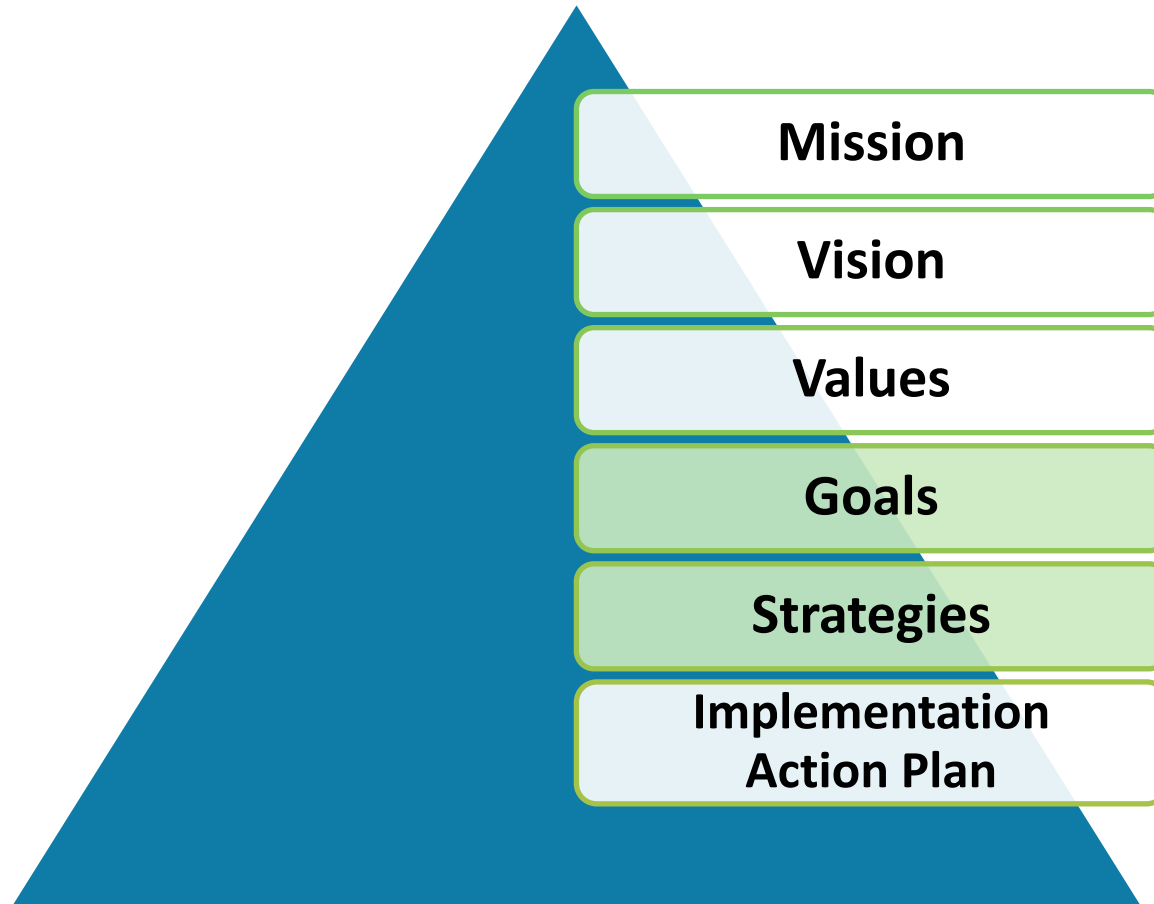 Mission
Vision
Values
Goals
Strategies
Implementation
Action Plan